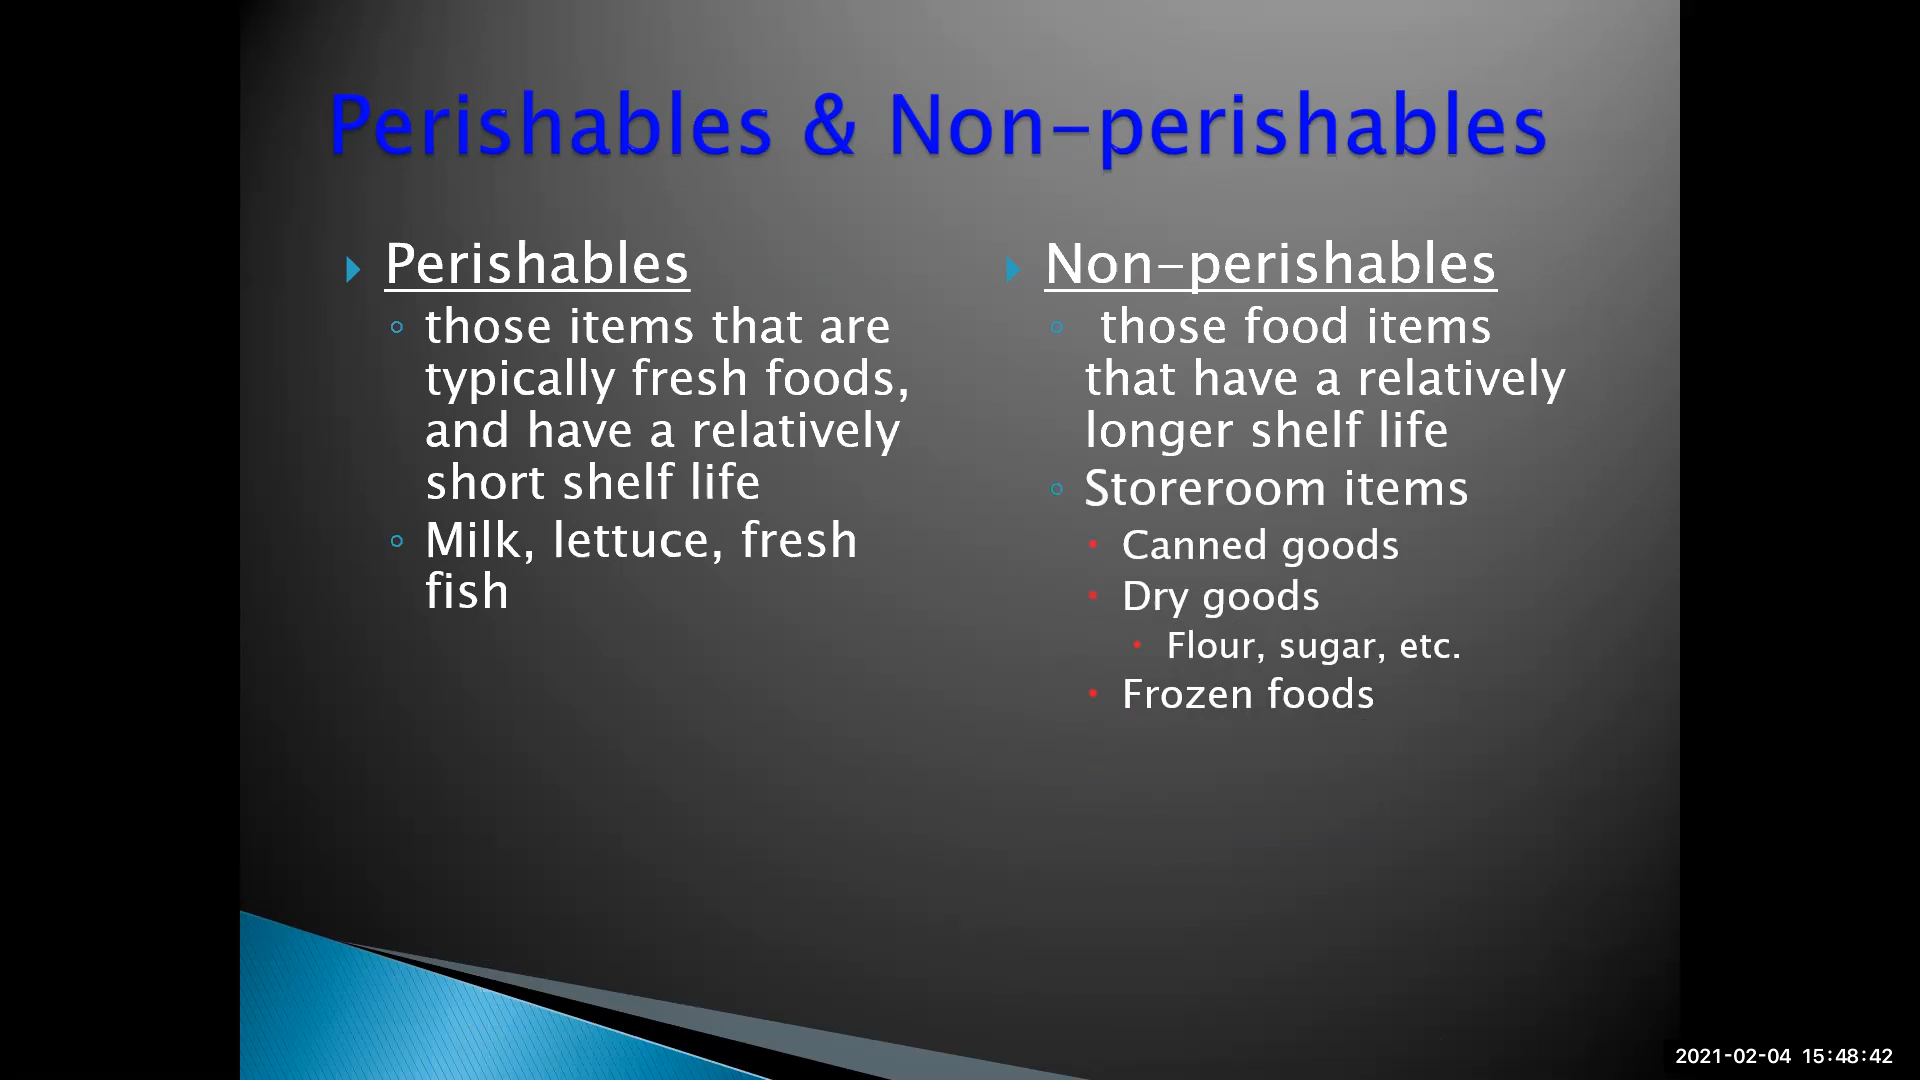 Perishables & Non-perishables
Perishables
those items that are
typically fresh foods,
and have a relatively
short shelf life
Milk, lettuce, fresh
fish
Non-perishables
those food items
that have a relatively
longer shelf life
Storeroom items
Canned goods
Dry goods
Flour, sugar, etc.
Frozen foods
2021-02-04 15:48:42